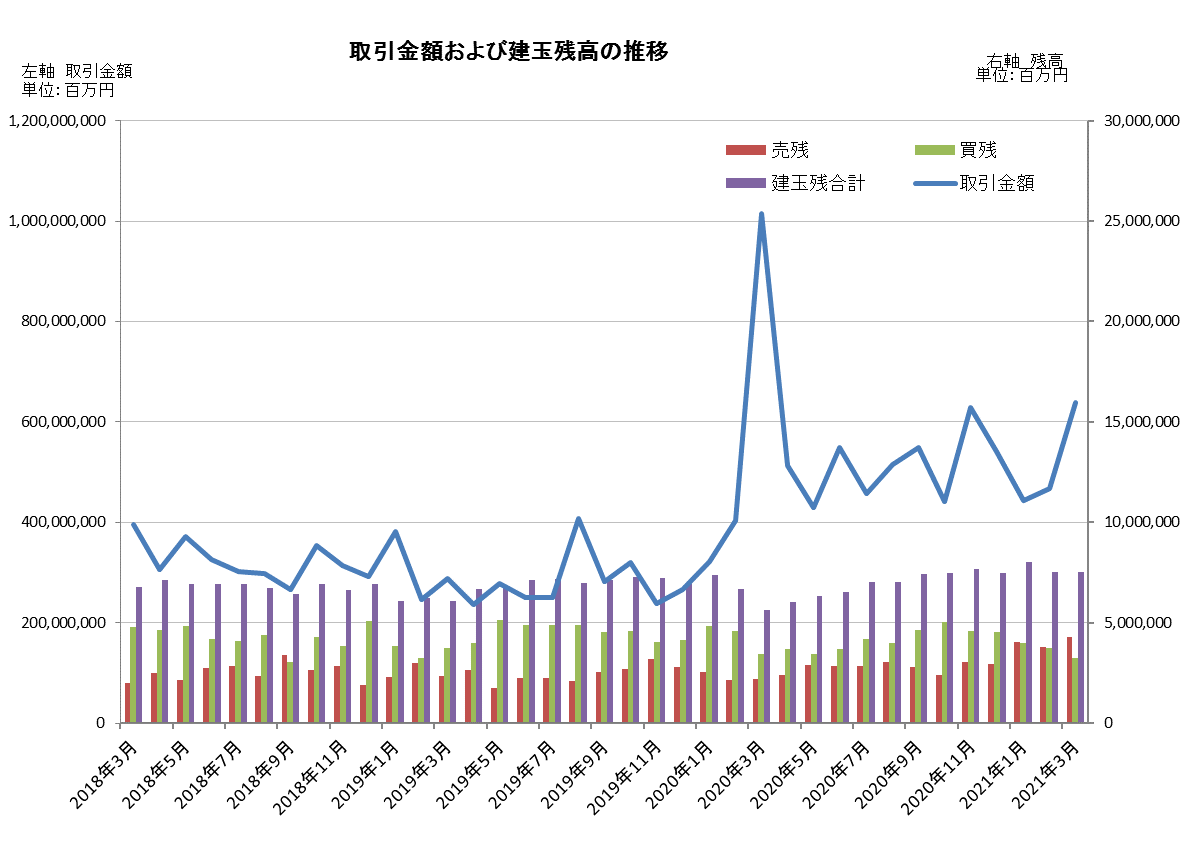 取引金額および建玉残高の推移
左軸 取引金額
単位：百万円
右軸 残高
単位：百万円
1,200,000,000
1,000,000,000
800,000,000
600,000,000
400,000,000
200,000,000
0
30,000,000
25,000,000
20,000,000
15,000,000
10,000,000
5,000,000
0
売残
買残
建玉残合計
取引金額
2018年3月
2018年5月
2018年7月
2018年9月
2018年11月
2019年1月
2019年3月
2019年5月
2019年7月
2019年9月
2019年11月
2020年1月
2020年3月
2020年5月
2020年7月
2020年9月
2020年11月
2021年1月
2021年3月